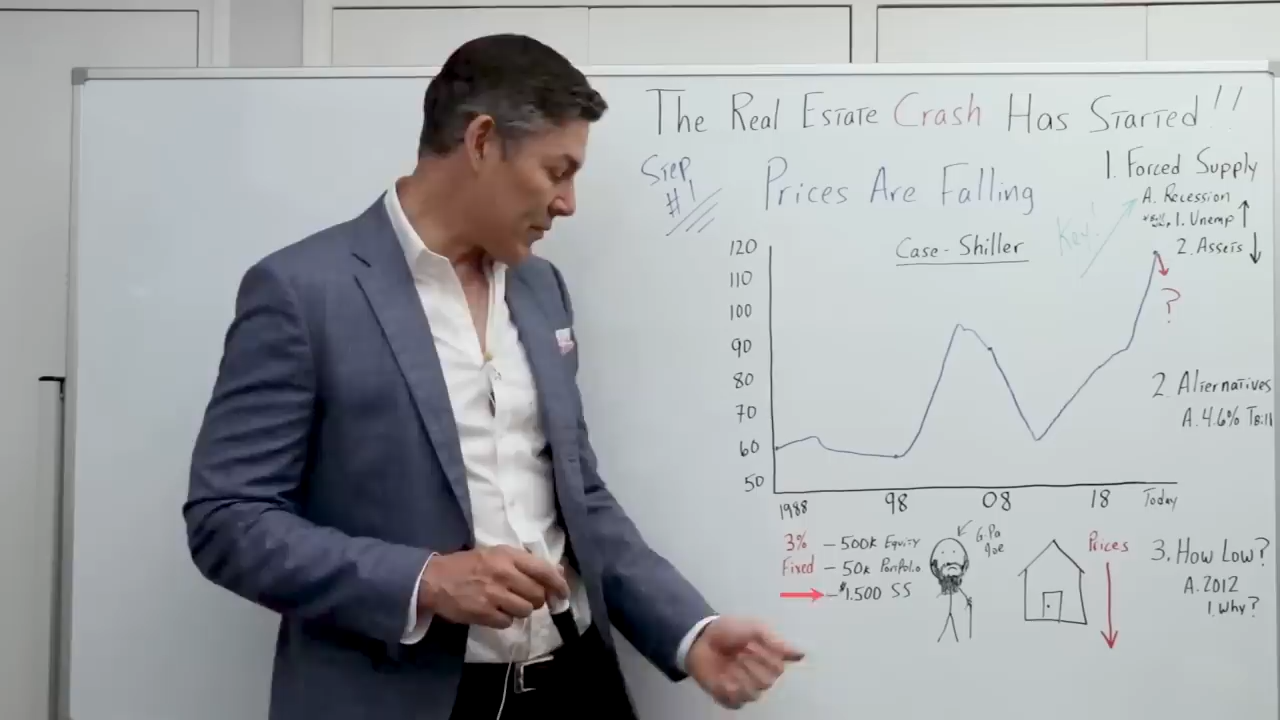 The Real Estate Crash Has Started!!
Step
#1
Prices Are Falling
1. Forced Supply
A. Recession
1. Unemp ↑
2. Assets ↓
Key!
Case-Shiller
120
110
100
90
80
70
60
50
1988
98
08
18
Today
?
2. Alternatives
A. 4.6% TBill
3% Fixed
– 500k Equity
– 50k Portfolio
– $1,500 SS
G.Pa
Joe
Prices
3. How Low?
A. 2012
1. Why?